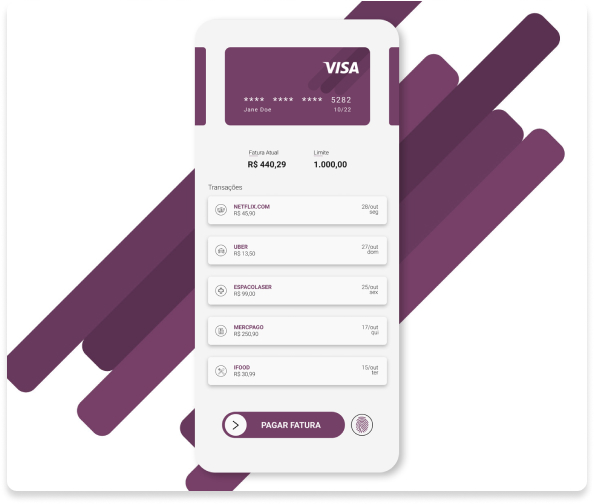 VISA
**** **** **** 5282
Jane Doe 10/22
Fatura Atual Limite
R$ 440,29 1.000,00
Transações
NETFLIX.COM 28/out
R$ 45,90 seg
UBER 27/out
R$ 13,50 dom
ESPACOLASER 25/out
R$ 99,00 sex
MERCPAGO 17/out
R$ 250,90 qui
IFOOD 15/out
R$ 30,99 ter
PAGAR FATURA